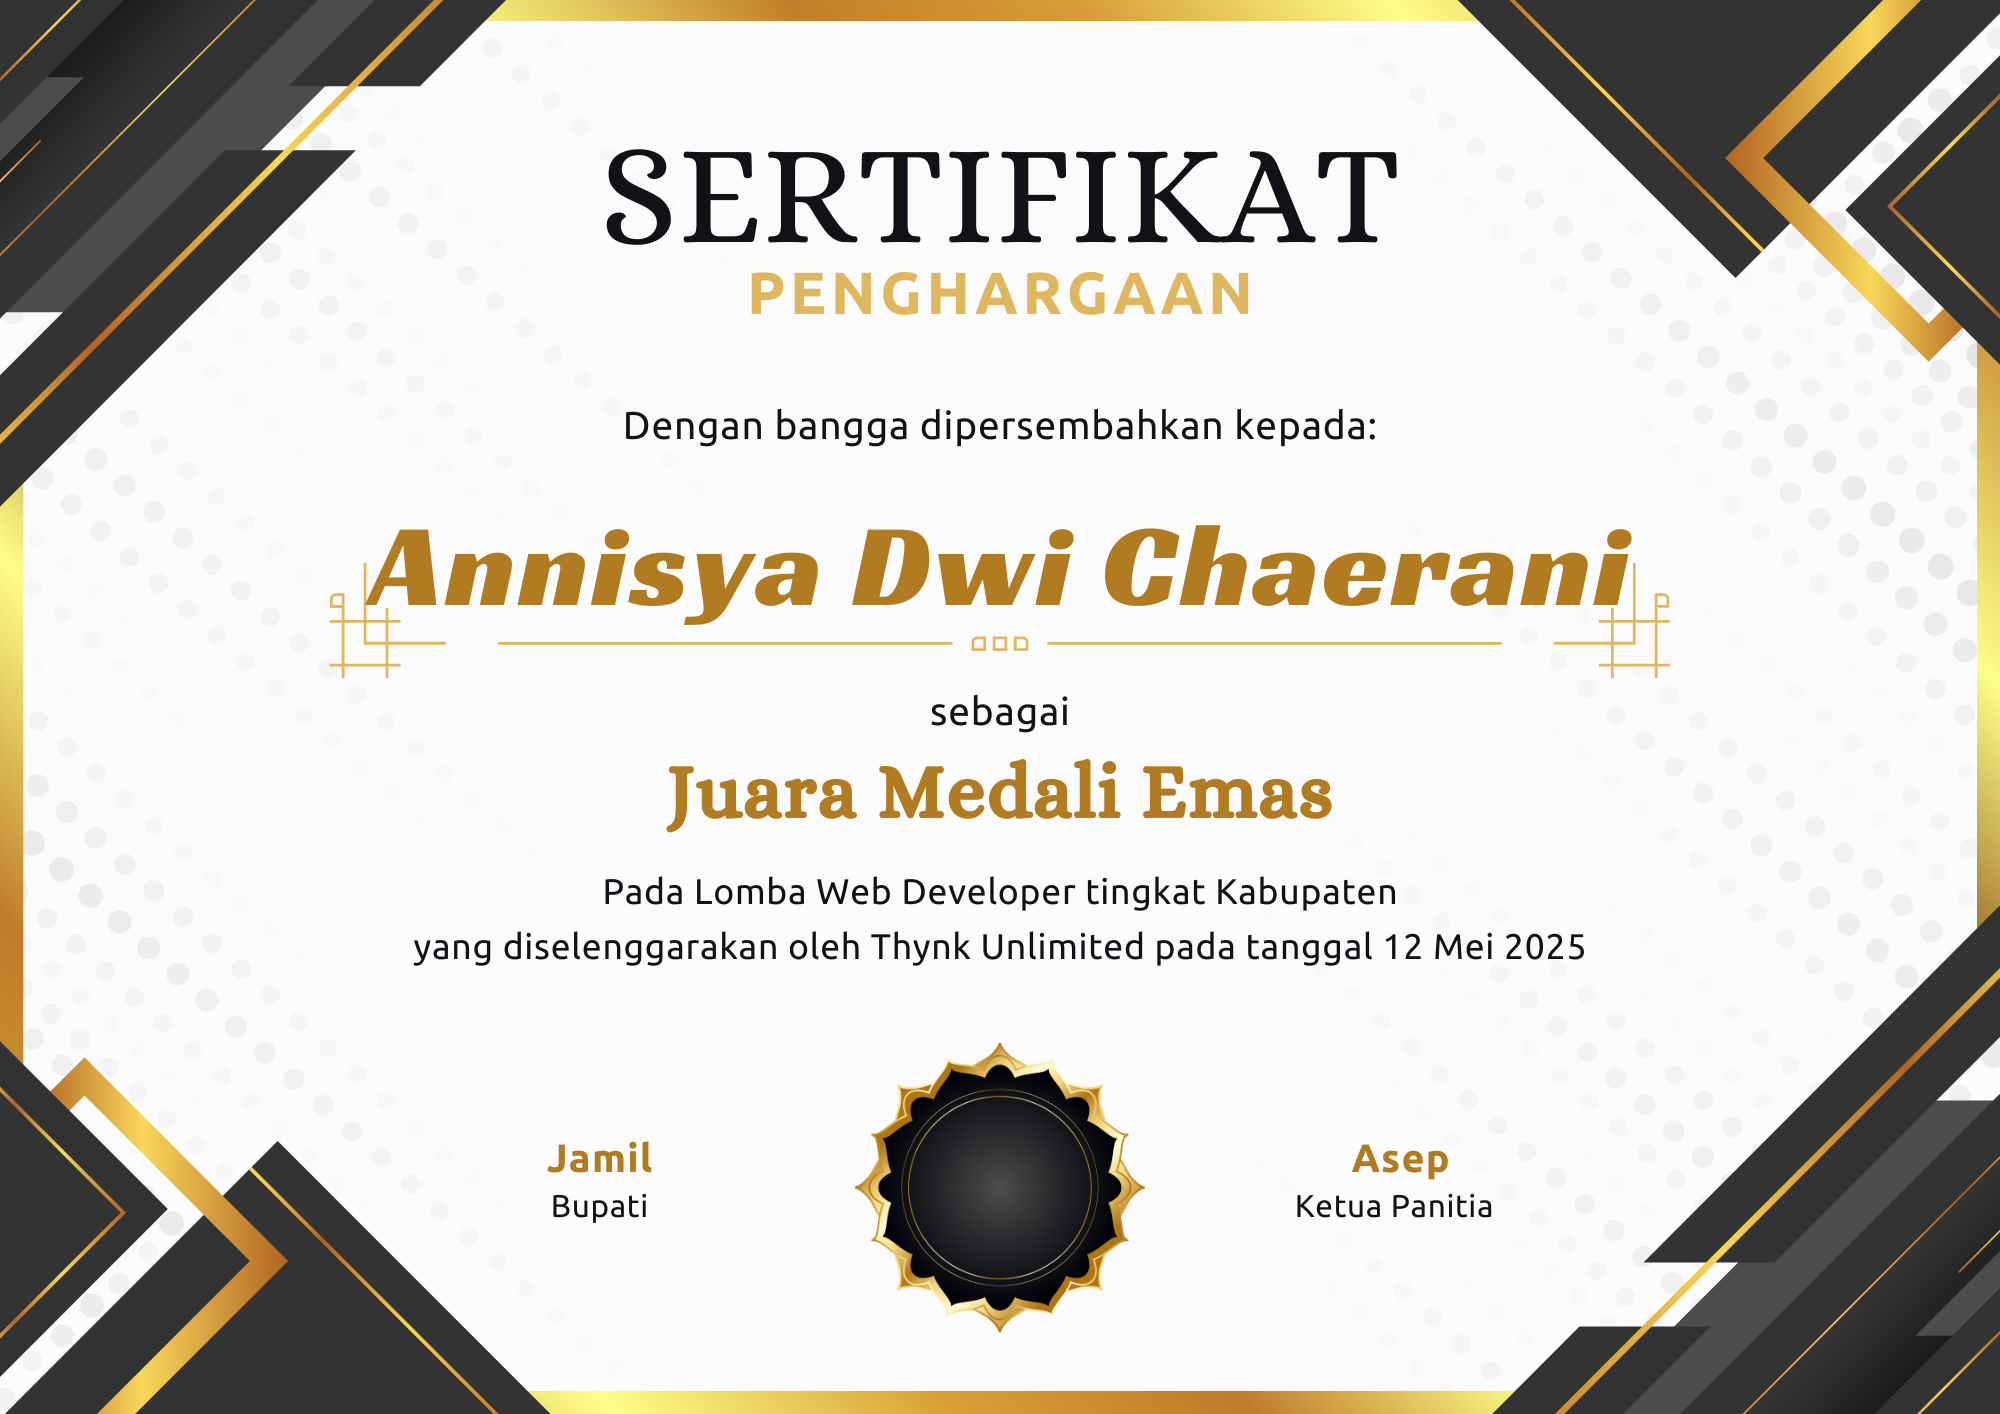 SERTIFIKAT
PENGHARGAAN
Dengan bangga dipersembahkan kepada:
Annisya Dwi Chaerani
sebagai
Juara Medali Emas
Pada Lomba Web Developer tingkat Kabupaten
yang diselenggarakan oleh Thynk Unlimited pada tanggal 12 Mei 2025
Jamil
Bupati
Asep
Ketua Panitia